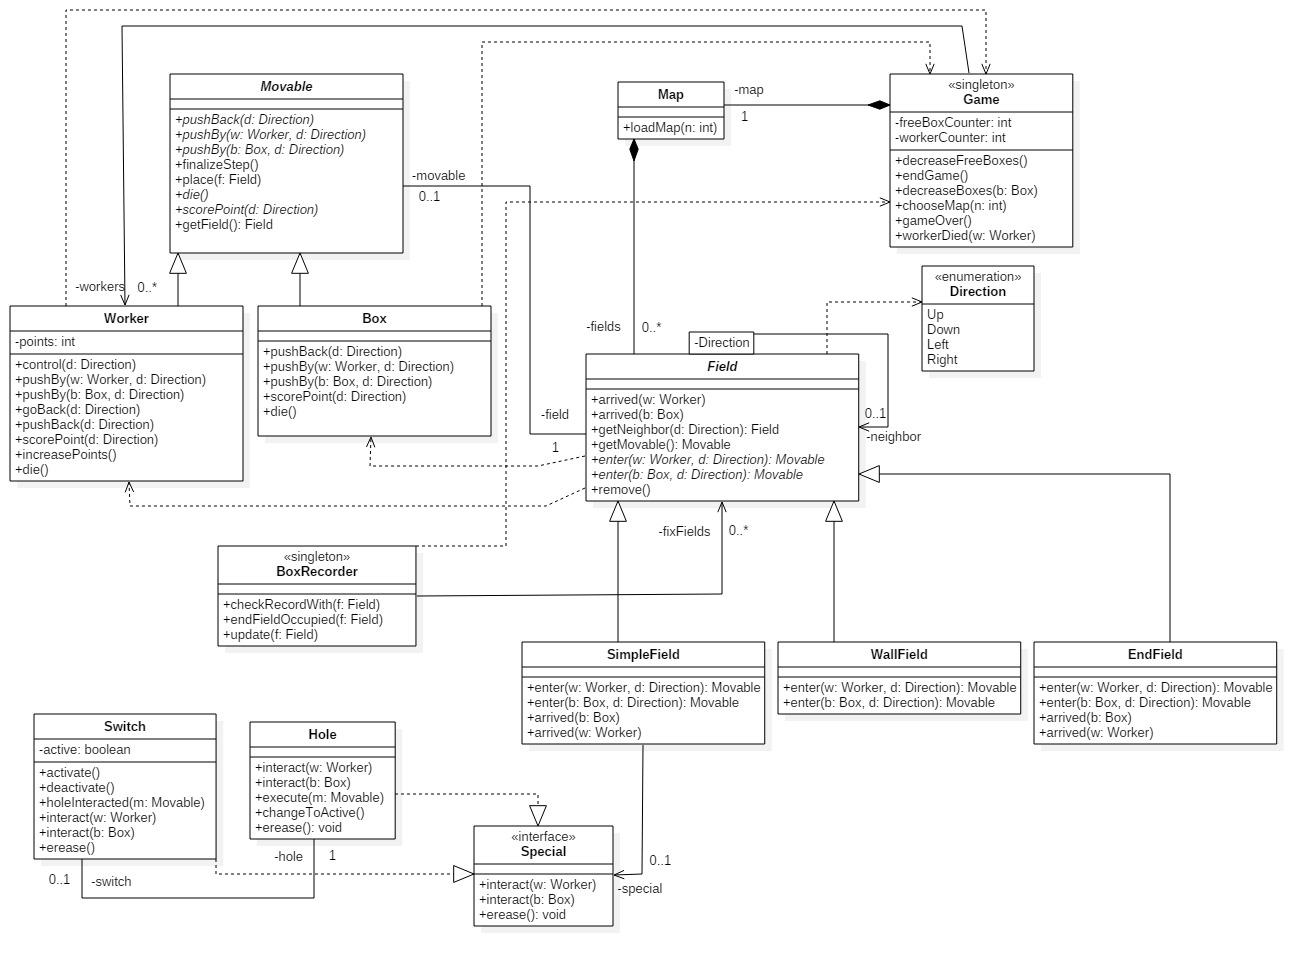 Movable
+pushBack(d: Direction)
+pushBy(w: Worker, d: Direction)
+pushBy(b: Box, d: Direction)
+finalizeStep()
+place(f: Field)
+die()
+scorePoint(d: Direction)
+getField(): Field
Map
+loadMap(n: int)
-map
1
«singleton»
Game
-freeBoxCounter: int
-workerCounter: int
+decreaseFreeBoxes()
+endGame()
+decreaseBoxes(b: Box)
+chooseMap(n: int)
+gameOver()
+workerDied(w: Worker)
-movable
0..1
-workers
0..*
«enumeration»
Direction
Up
Down
Left
Right
Worker
-points: int
+control(d: Direction)
+pushBy(w: Worker, d: Direction)
+pushBy(b: Box, d: Direction)
+goBack(d: Direction)
+pushBack(d: Direction)
+scorePoint(d: Direction)
+increasePoints()
+die()
Box
+pushBack(d: Direction)
+pushBy(w: Worker, d: Direction)
+pushBy(b: Box, d: Direction)
+scorePoint(d: Direction)
+die()
-fields
0..*
-Direction
Field
+arrived(w: Worker)
+arrived(b: Box)
+getNeighbor(d: Direction): Field
+getMovable(): Movable
+enter(w: Worker, d: Direction): Movable
+enter(b: Box, d: Direction): Movable
+remove()
-field
1
0..1
-neighbor
-fixFields
0..*
«singleton»
BoxRecorder
+checkRecordWith(f: Field)
+endFieldOccupied(f: Field)
+update(f: Field)
SimpleField
+enter(w: Worker, d: Direction): Movable
+enter(b: Box, d: Direction): Movable
+arrived(b: Box)
+arrived(w: Worker)
WallField
+enter(w: Worker, d: Direction): Movable
+enter(b: Box, d: Direction): Movable
EndField
+enter(w: Worker, d: Direction): Movable
+enter(b: Box, d: Direction): Movable
+arrived(b: Box)
+arrived(w: Worker)
Switch
-active: boolean
+activate()
+deactivate()
+holeInteracted(m: Movable)
+interact(w: Worker)
+interact(b: Box)
+erease()
Hole
+interact(w: Worker)
+interact(b: Box)
+execute(m: Movable)
+changeToActive()
+erease(): void
-hole
1
0..1
-switch
«interface»
Special
+interact(w: Worker)
+interact(b: Box)
+erease(): void
0..1
-special